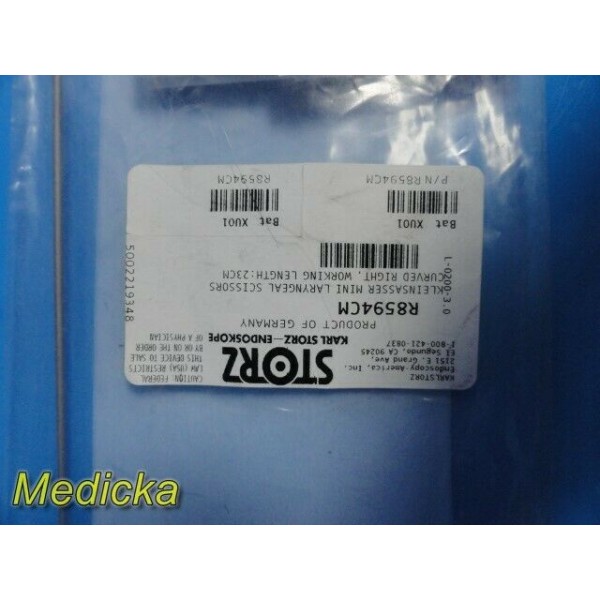 KARL STORZ
Endoscopy America, Inc.
2151 E. Grand Ave.
El Segundo, CA 90245
1-800-421-0837
STORZ
KARL STORZ—ENDOSKOPE
CAUTION: FEDERAL
LAW (USA) RESTRICTS
THIS DEVICE TO SALE
BY OR ON THE ORDER
OF A PHYSICIAN
PRODUCT OF GERMANY
R8594CM
KLEINSASSER MINI LARYNGEAL SCISSORS
CURVED RIGHT, WORKING LENGTH:23CM
L-0200-3.0
5002219348
Bat XU01
Bat XU01
P/N R8594CM
R8594CM
Medicka